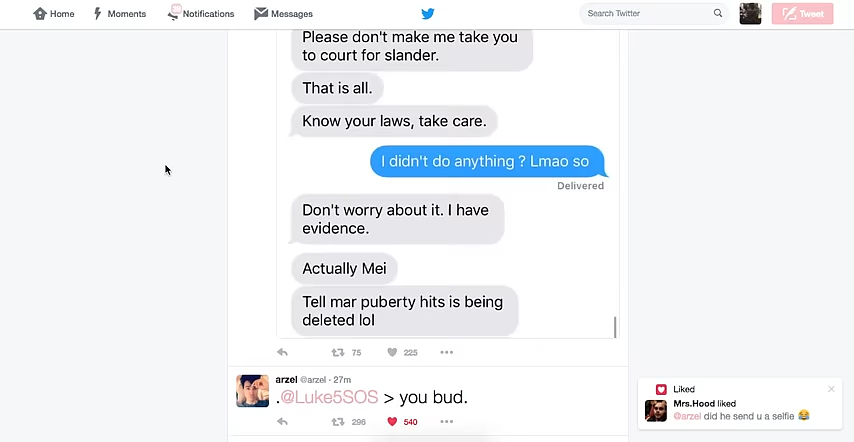 Home
Moments
Notifications
Messages
Search Twitter
Tweet
Please don't make me take you
to court for slander.
That is all.
Know your laws, take care.
I didn't do anything ? Lmao so
Delivered
Don't worry about it. I have
evidence.
Actually Mei
Tell mar puberty hits is being
deleted lol
75
225
arzel @arzel · 27m
.@Luke5SOS > you bud.
296
540
Liked
Mrs.Hood liked
@arzel did he send u a selfie 😂